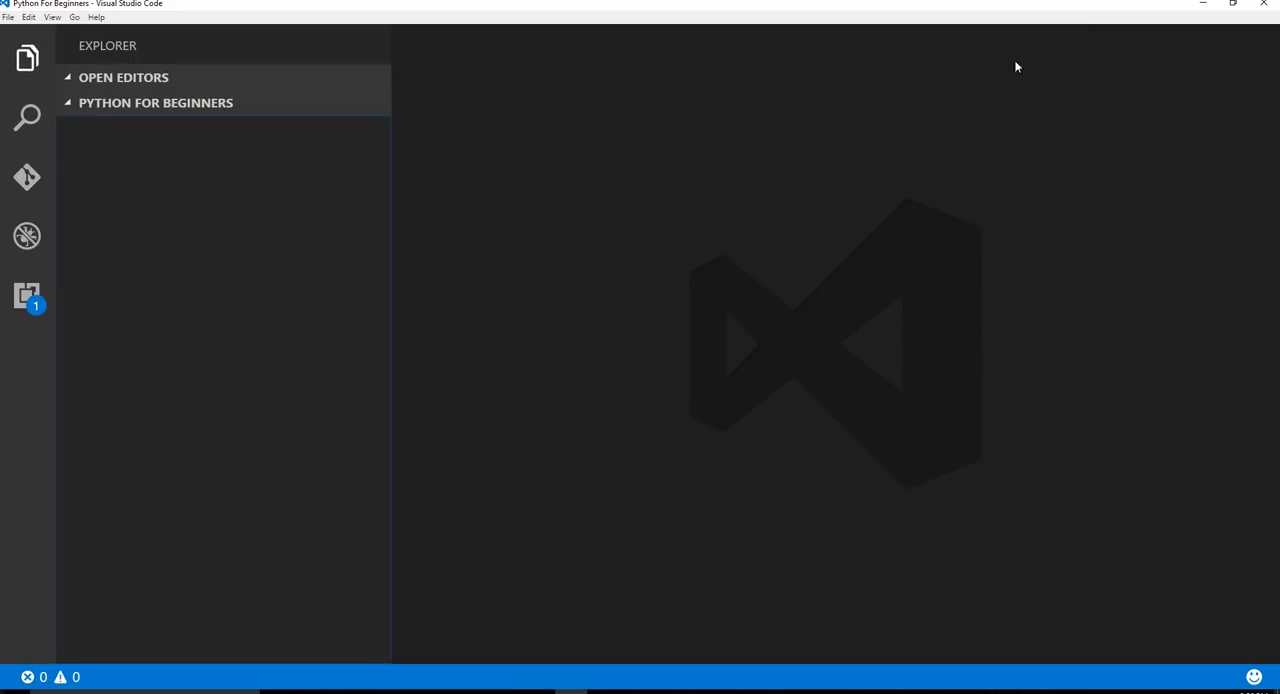 Python For Beginners - Visual Studio Code
File Edit View Go Help
EXPLORER
OPEN EDITORS
PYTHON FOR BEGINNERS
1
0 0